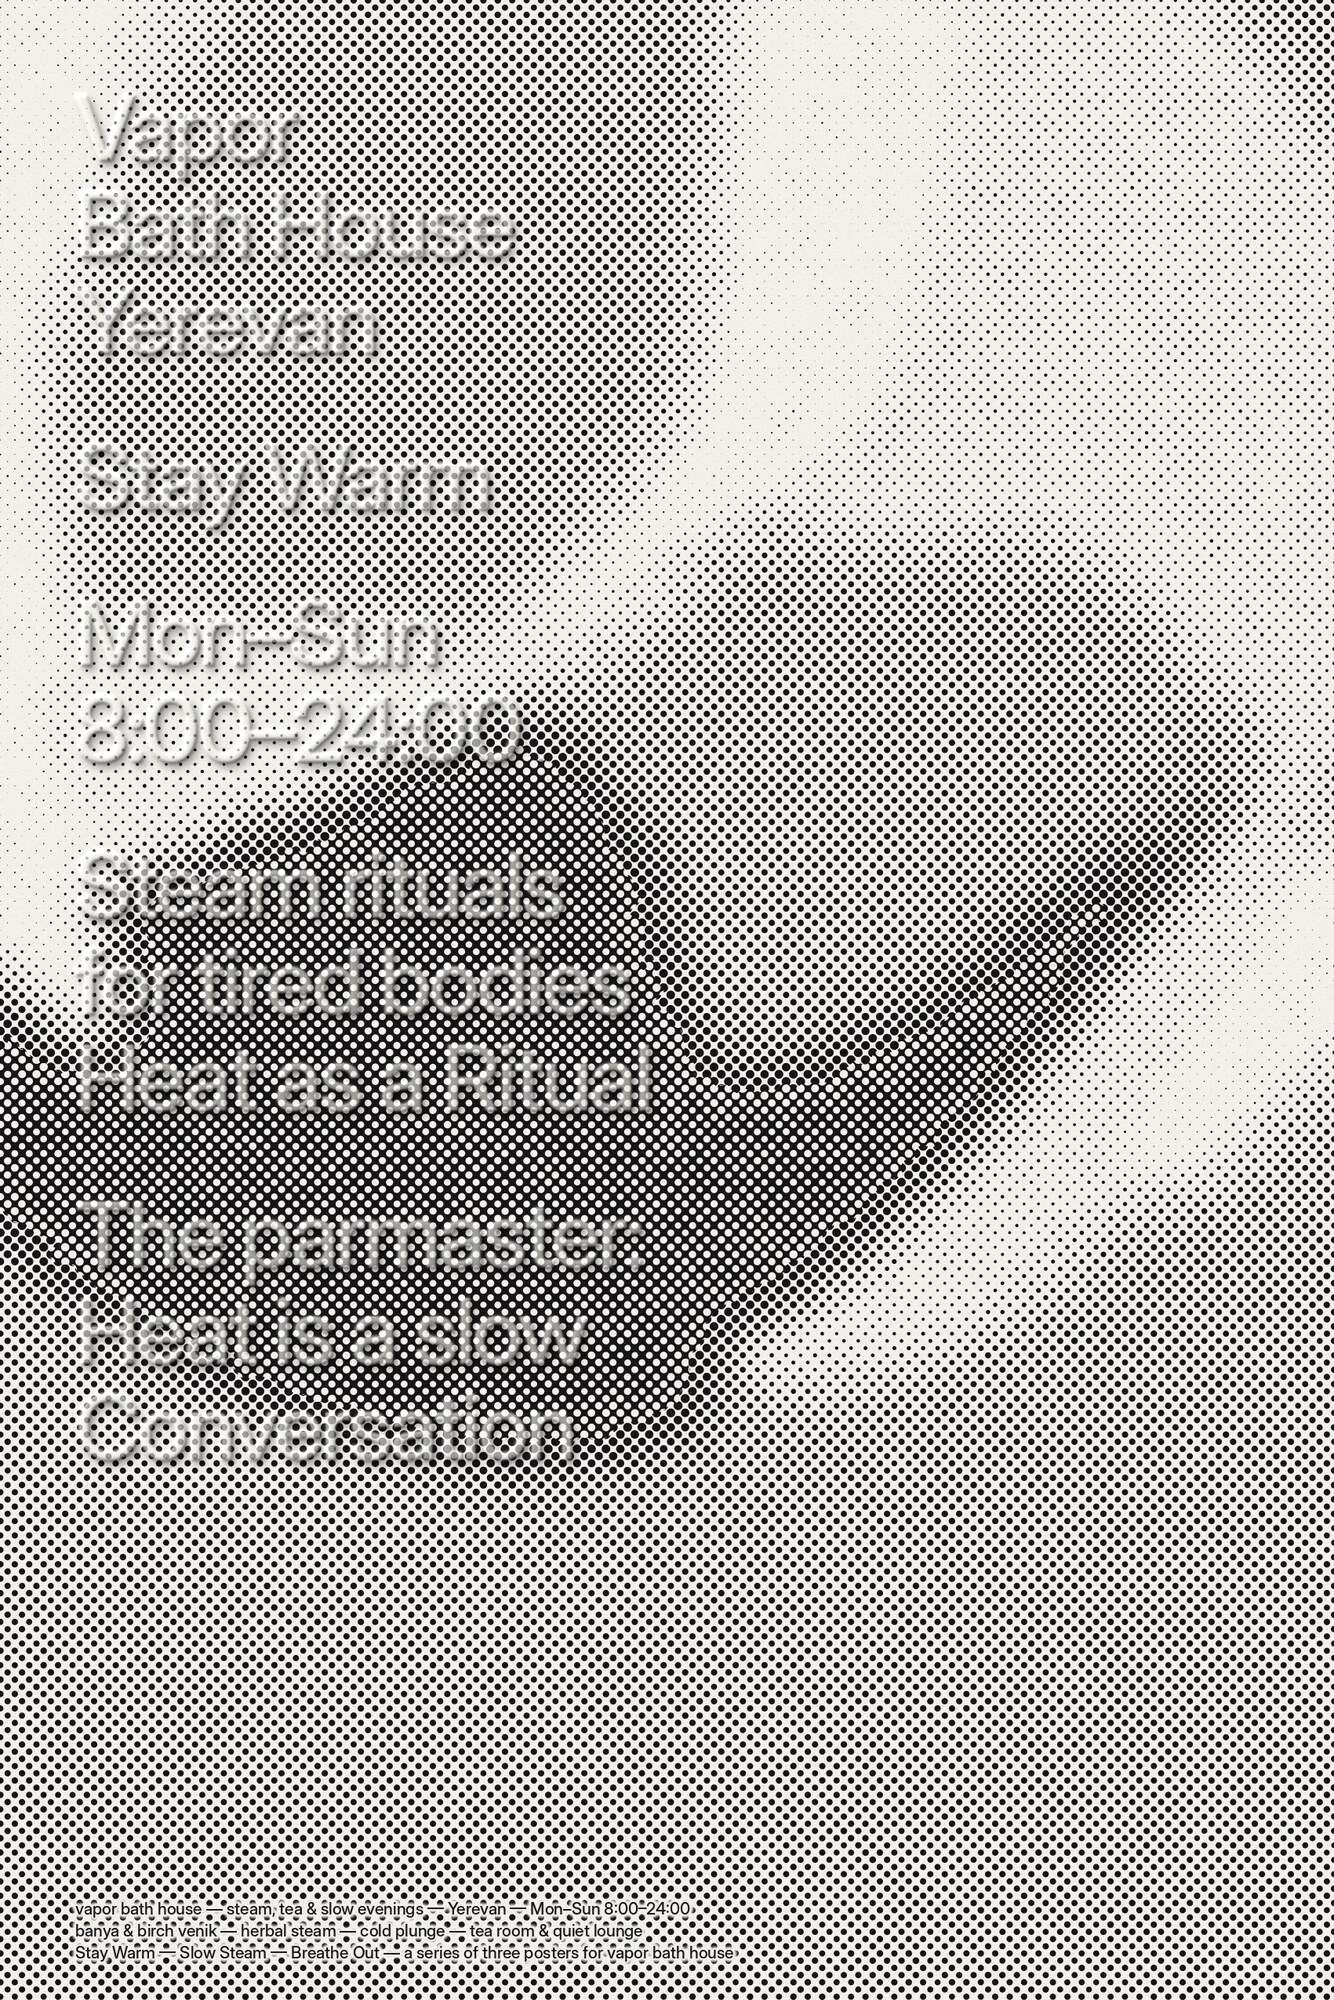 Vapor
Bath House
Yerevan
Stay Warm
Mon–Sun
8:00–24:00
Steam rituals
for tired bodies
Heat as a Ritual
The parmaster:
Heat is a slow
Conversation
vapor bath house — steam, tea & slow evenings — Yerevan — Mon–Sun 8:00–24:00
banya & birch venik — herbal steam — cold plunge — tea room & quiet lounge
Stay Warm — Slow Steam — Breathe Out — a series of three posters for vapor bath house